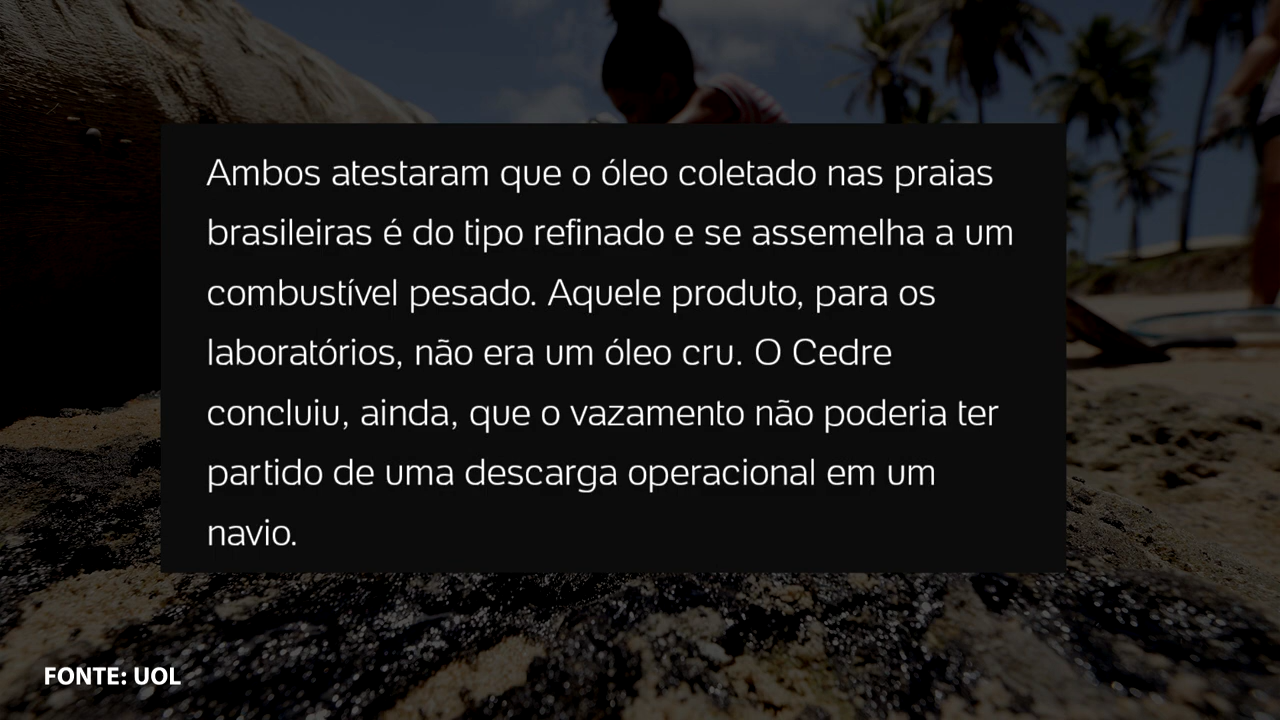 Ambos atestaram que o óleo coletado nas praias
brasileiras é do tipo refinado e se assemelha a um
combustível pesado. Aquele produto, para os
laboratórios, não era um óleo cru. O Cedre
concluiu, ainda, que o vazamento não poderia ter
partido de uma descarga operacional em um
navio.
FONTE: UOL